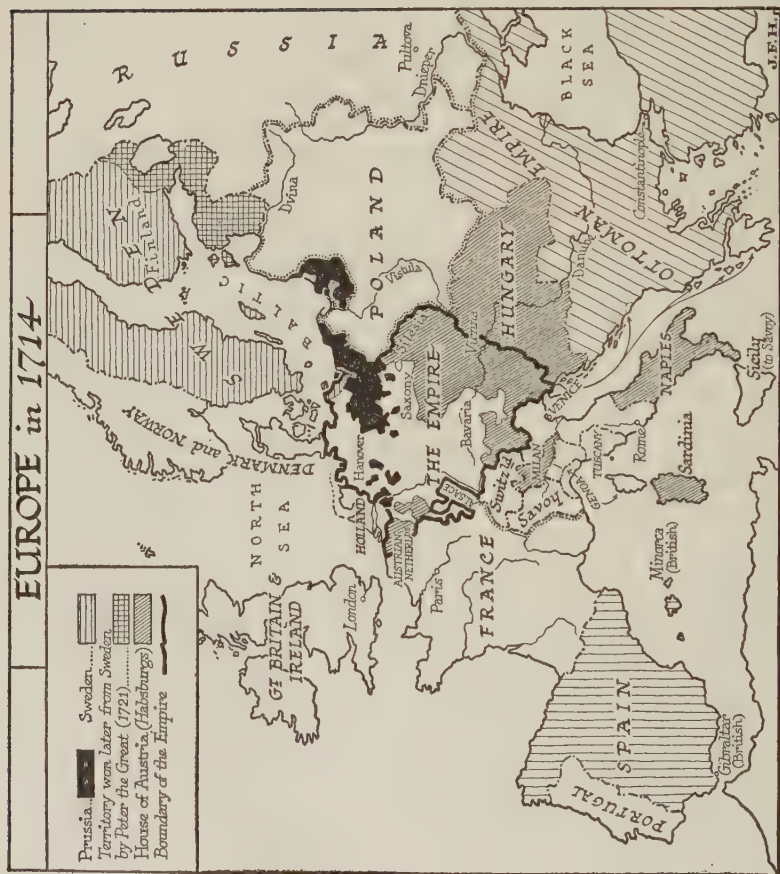 EUROPE in 1714
Prussia.. Sweden......
Territory won later from Sweden
by Peter the Great (1721)........
House of Austria (Habsburgs)
Boundary of the Empire
RUSSIA
SWEDEN
Finland
DENMARK and NORWAY
NORTH
SEA
BALTIC
Dvina
Pultova
Dnieper
GT BRITAIN &
IRELAND
London
HOLLAND
Hanover
AUSTRIAN
NETHERLDS
POLAND
Vistula
Saxony
Silesia
THE EMPIRE
Paris
ALSACE
Bavaria
Vienna
HUNGARY
FRANCE
Switzld
Savoy
MILAN
VENICE
GENOA
TUSCANY
Rome
NAPLES
Danube
OTTOMAN EMPIRE
BLACK
SEA
Constantinople
Sardinia
Sicily
(to Savoy)
Minorca
(British)
SPAIN
PORTUGAL
Gibraltar
(British)
J.F.H.